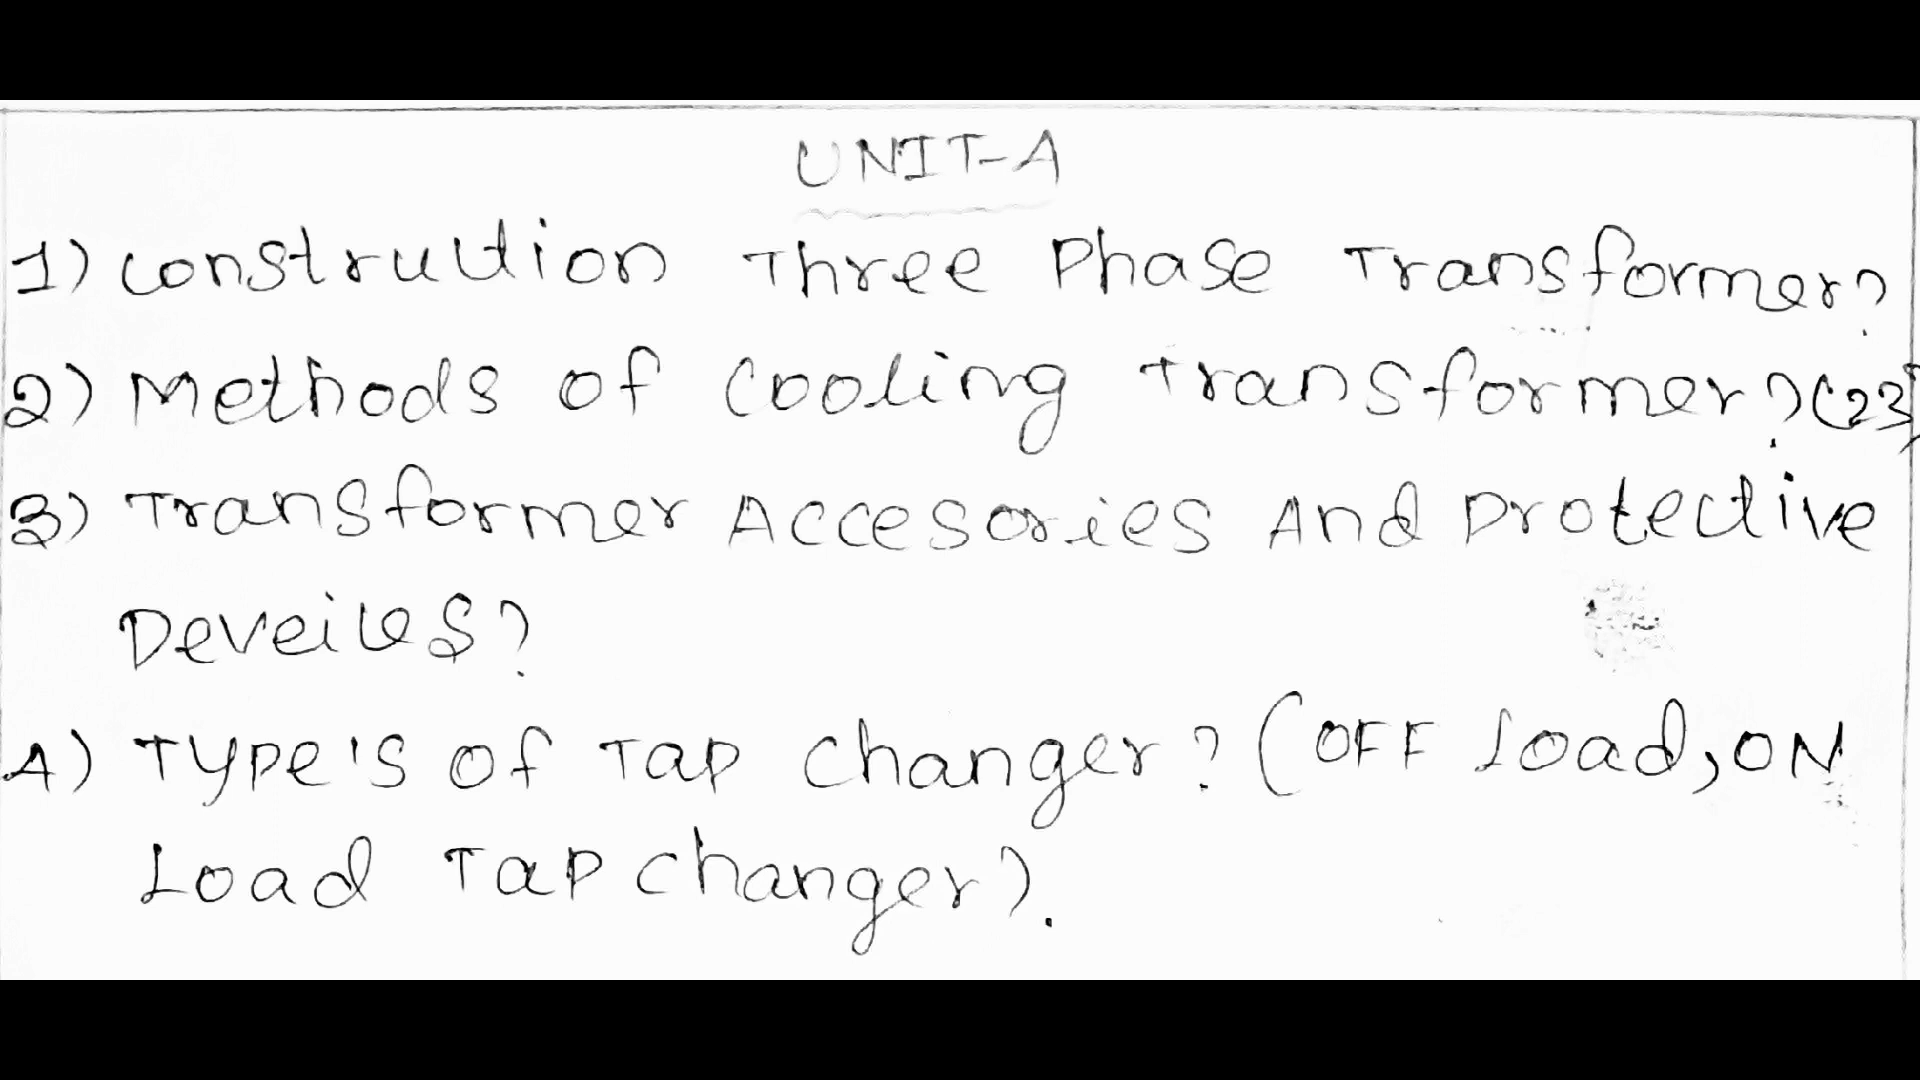 UNIT-A
1) Construction Three Phase Transformer?
2) Methods of Cooling Transformer? (23)
3) Transformer Accesories And Protective
Deveices?
4) Type's of Tap Changer? (OFF Load, ON
Load Tap changer).